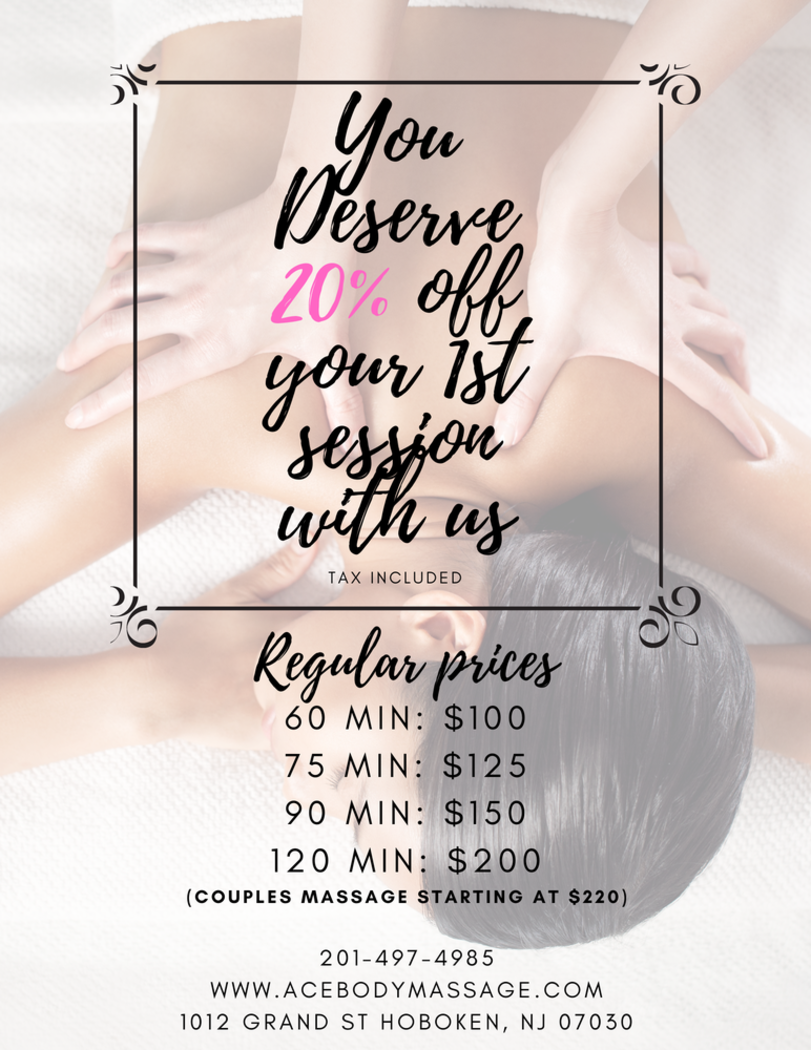 You
Deserve
20% off
your 1st
session
with us
TAX INCLUDED
Regular prices
60 MIN: $100
75 MIN: $125
90 MIN: $150
120 MIN: $200
(COUPLES MASSAGE STARTING AT $220)
201-497-4985
WWW.ACEBODYMASSAGE.COM
1012 GRAND ST HOBOKEN, NJ 07030